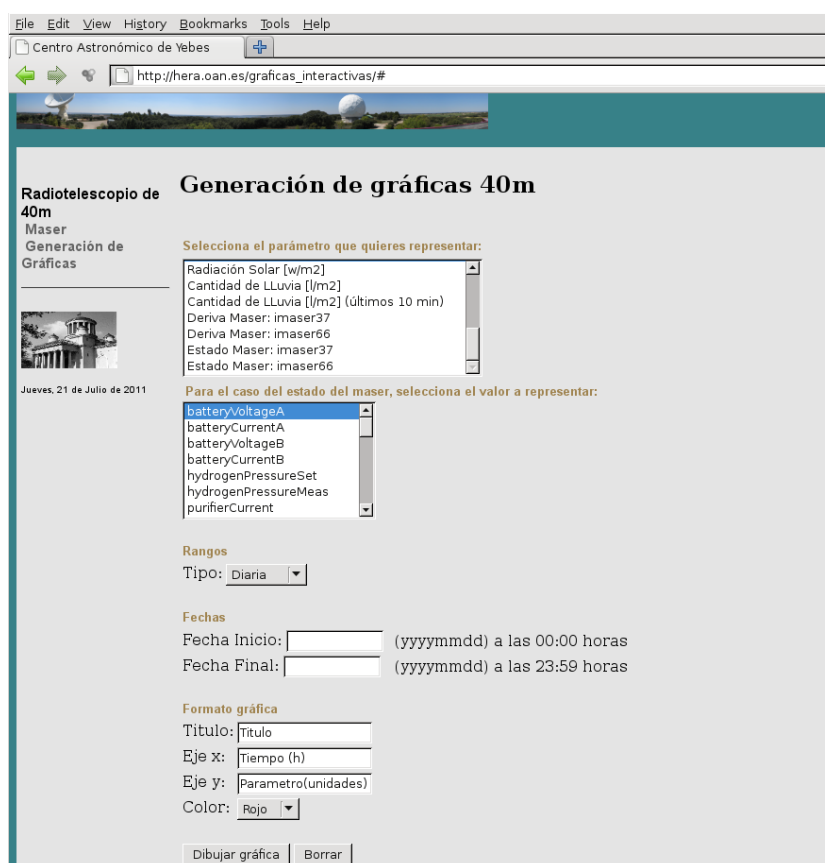 File Edit View History Bookmarks Tools Help
Centro Astronómico de Yebes
http://hera.oan.es/graficas_interactivas/#
Radiotelescopio de
40m
Maser
Generación de
Gráficas
Jueves, 21 de Julio de 2011
Generación de gráficas 40m
Selecciona el parámetro que quieres representar:
Radiación Solar [w/m2]
Cantidad de LLuvia [l/m2]
Cantidad de LLuvia [l/m2] (últimos 10 min)
Deriva Maser: imaser37
Deriva Maser: imaser66
Estado Maser: imaser37
Estado Maser: imaser66
Para el caso del estado del maser, selecciona el valor a representar:
batteryVoltageA
batteryCurrentA
batteryVoltageB
batteryCurrentB
hydrogenPressureSet
hydrogenPressureMeas
purifierCurrent
Rangos
Tipo: Diaria
Fechas
Fecha Inicio: (yyyymmdd) a las 00:00 horas
Fecha Final: (yyyymmdd) a las 23:59 horas
Formato gráfica
Titulo: Titulo
Eje x: Tiempo (h)
Eje y: Parametro(unidades)
Color: Rojo
Dibujar gráfica Borrar